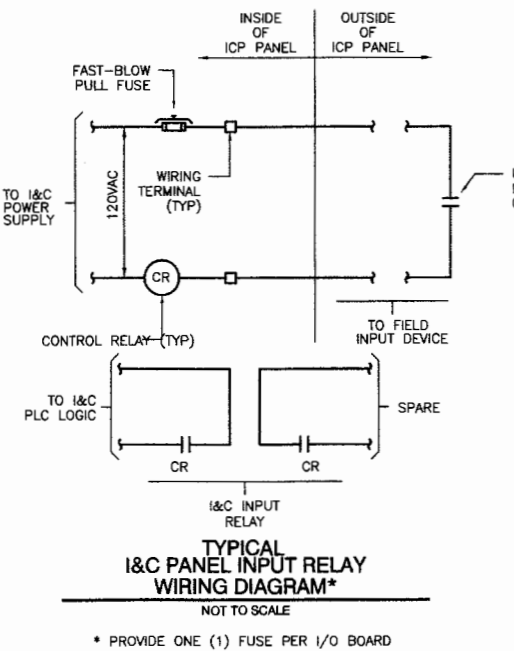 INSIDE
OF
ICP PANEL
OUTSIDE
OF
ICP PANEL
FAST-BLOW
PULL FUSE
TO I&C
POWER
SUPPLY
120VAC
WIRING
TERMINAL
(TYP)
CR
CONTROL RELAY (TYP)
TO FIELD
INPUT DEVICE
TO I&C
PLC LOGIC
SPARE
CR
CR
I&C INPUT
RELAY
TYPICAL
I&C PANEL INPUT RELAY
WIRING DIAGRAM*
NOT TO SCALE
* PROVIDE ONE (1) FUSE PER I/O BOARD